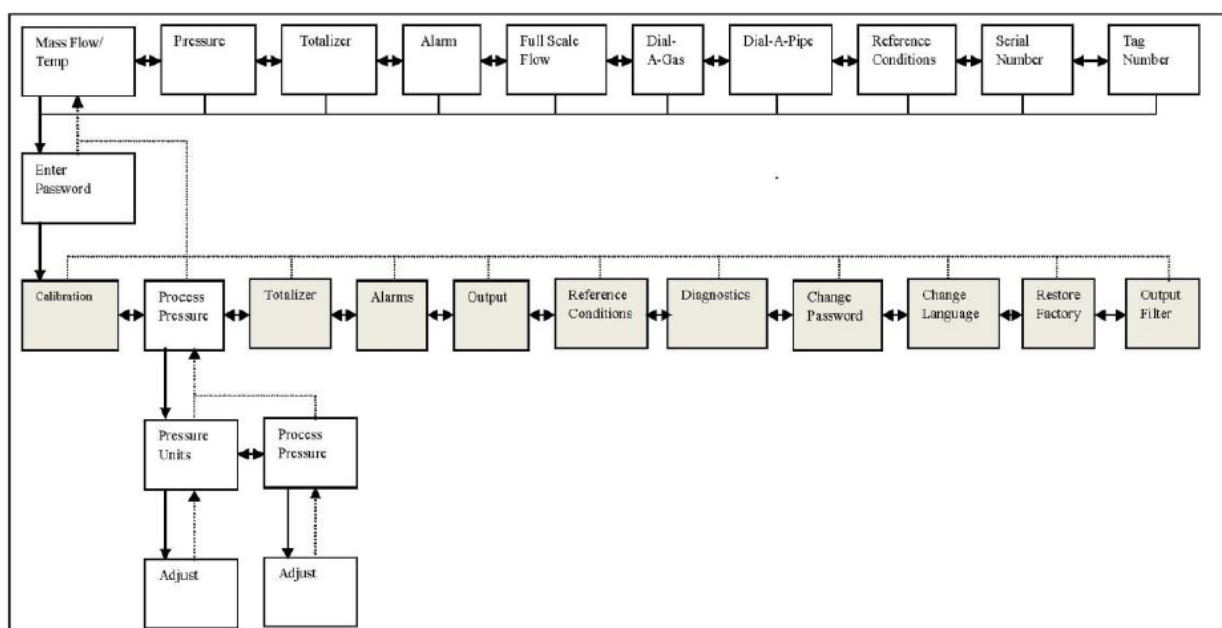 Mass Flow/
Temp
Pressure
Totalizer
Alarm
Full Scale
Flow
Dial-
A-Gas
Dial-A-Pipe
Reference
Conditions
Serial
Number
Tag
Number
Enter
Password
Calibration
Process
Pressure
Totalizer
Alarms
Output
Reference
Conditions
Diagnostics
Change
Password
Change
Language
Restore
Factory
Output
Filter
Pressure
Units
Process
Pressure
Adjust
Adjust